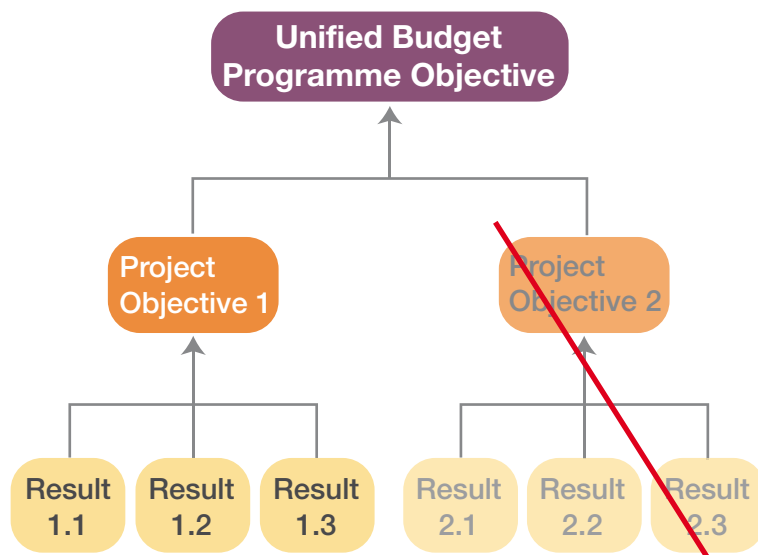 Unified Budget
Programme Objective
Project
Objective 1
Project
Objective 2
Result
1.1
Result
1.2
Result
1.3
Result
2.1
Result
2.2
Result
2.3